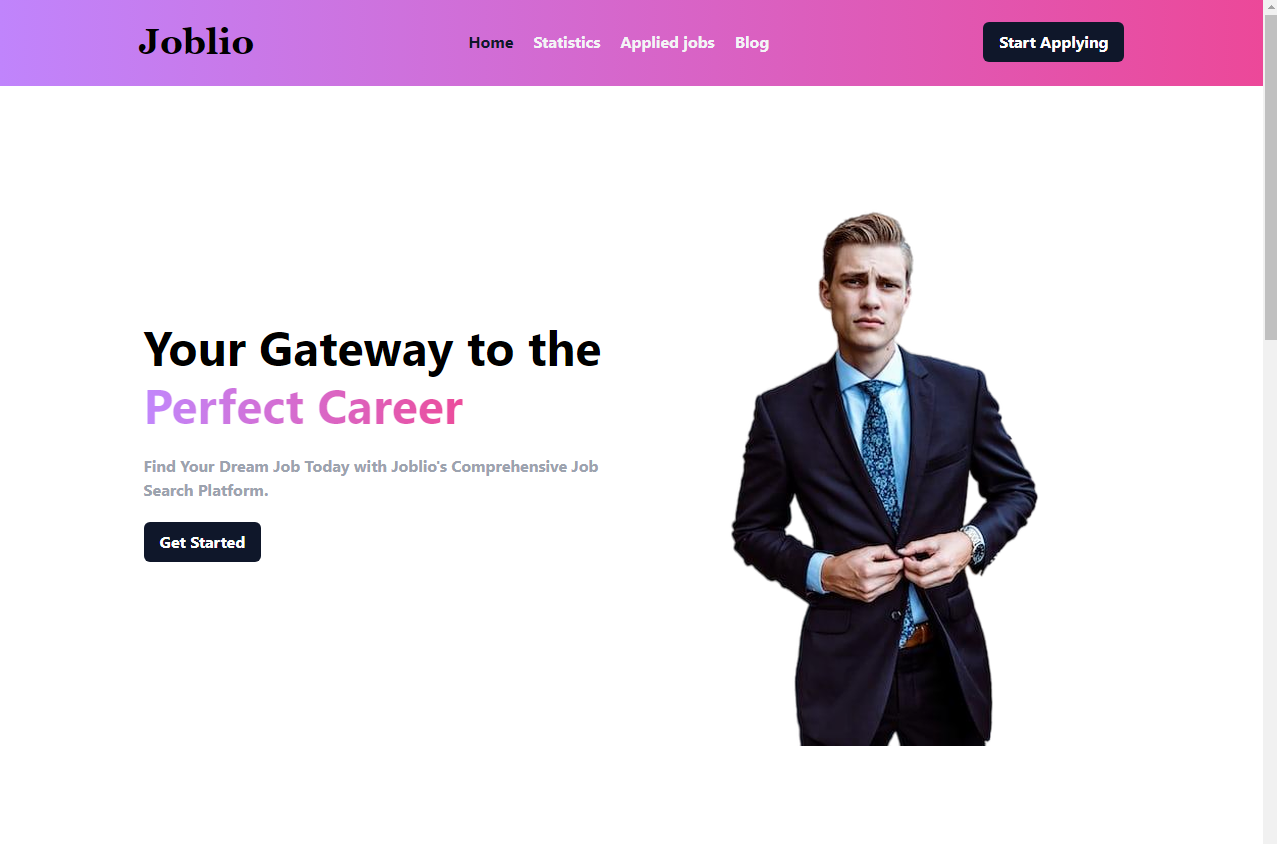 Joblio
Home Statistics Applied jobs Blog
Start Applying
Your Gateway to the
Perfect Career
Find Your Dream Job Today with Joblio's Comprehensive Job
Search Platform.
Get Started